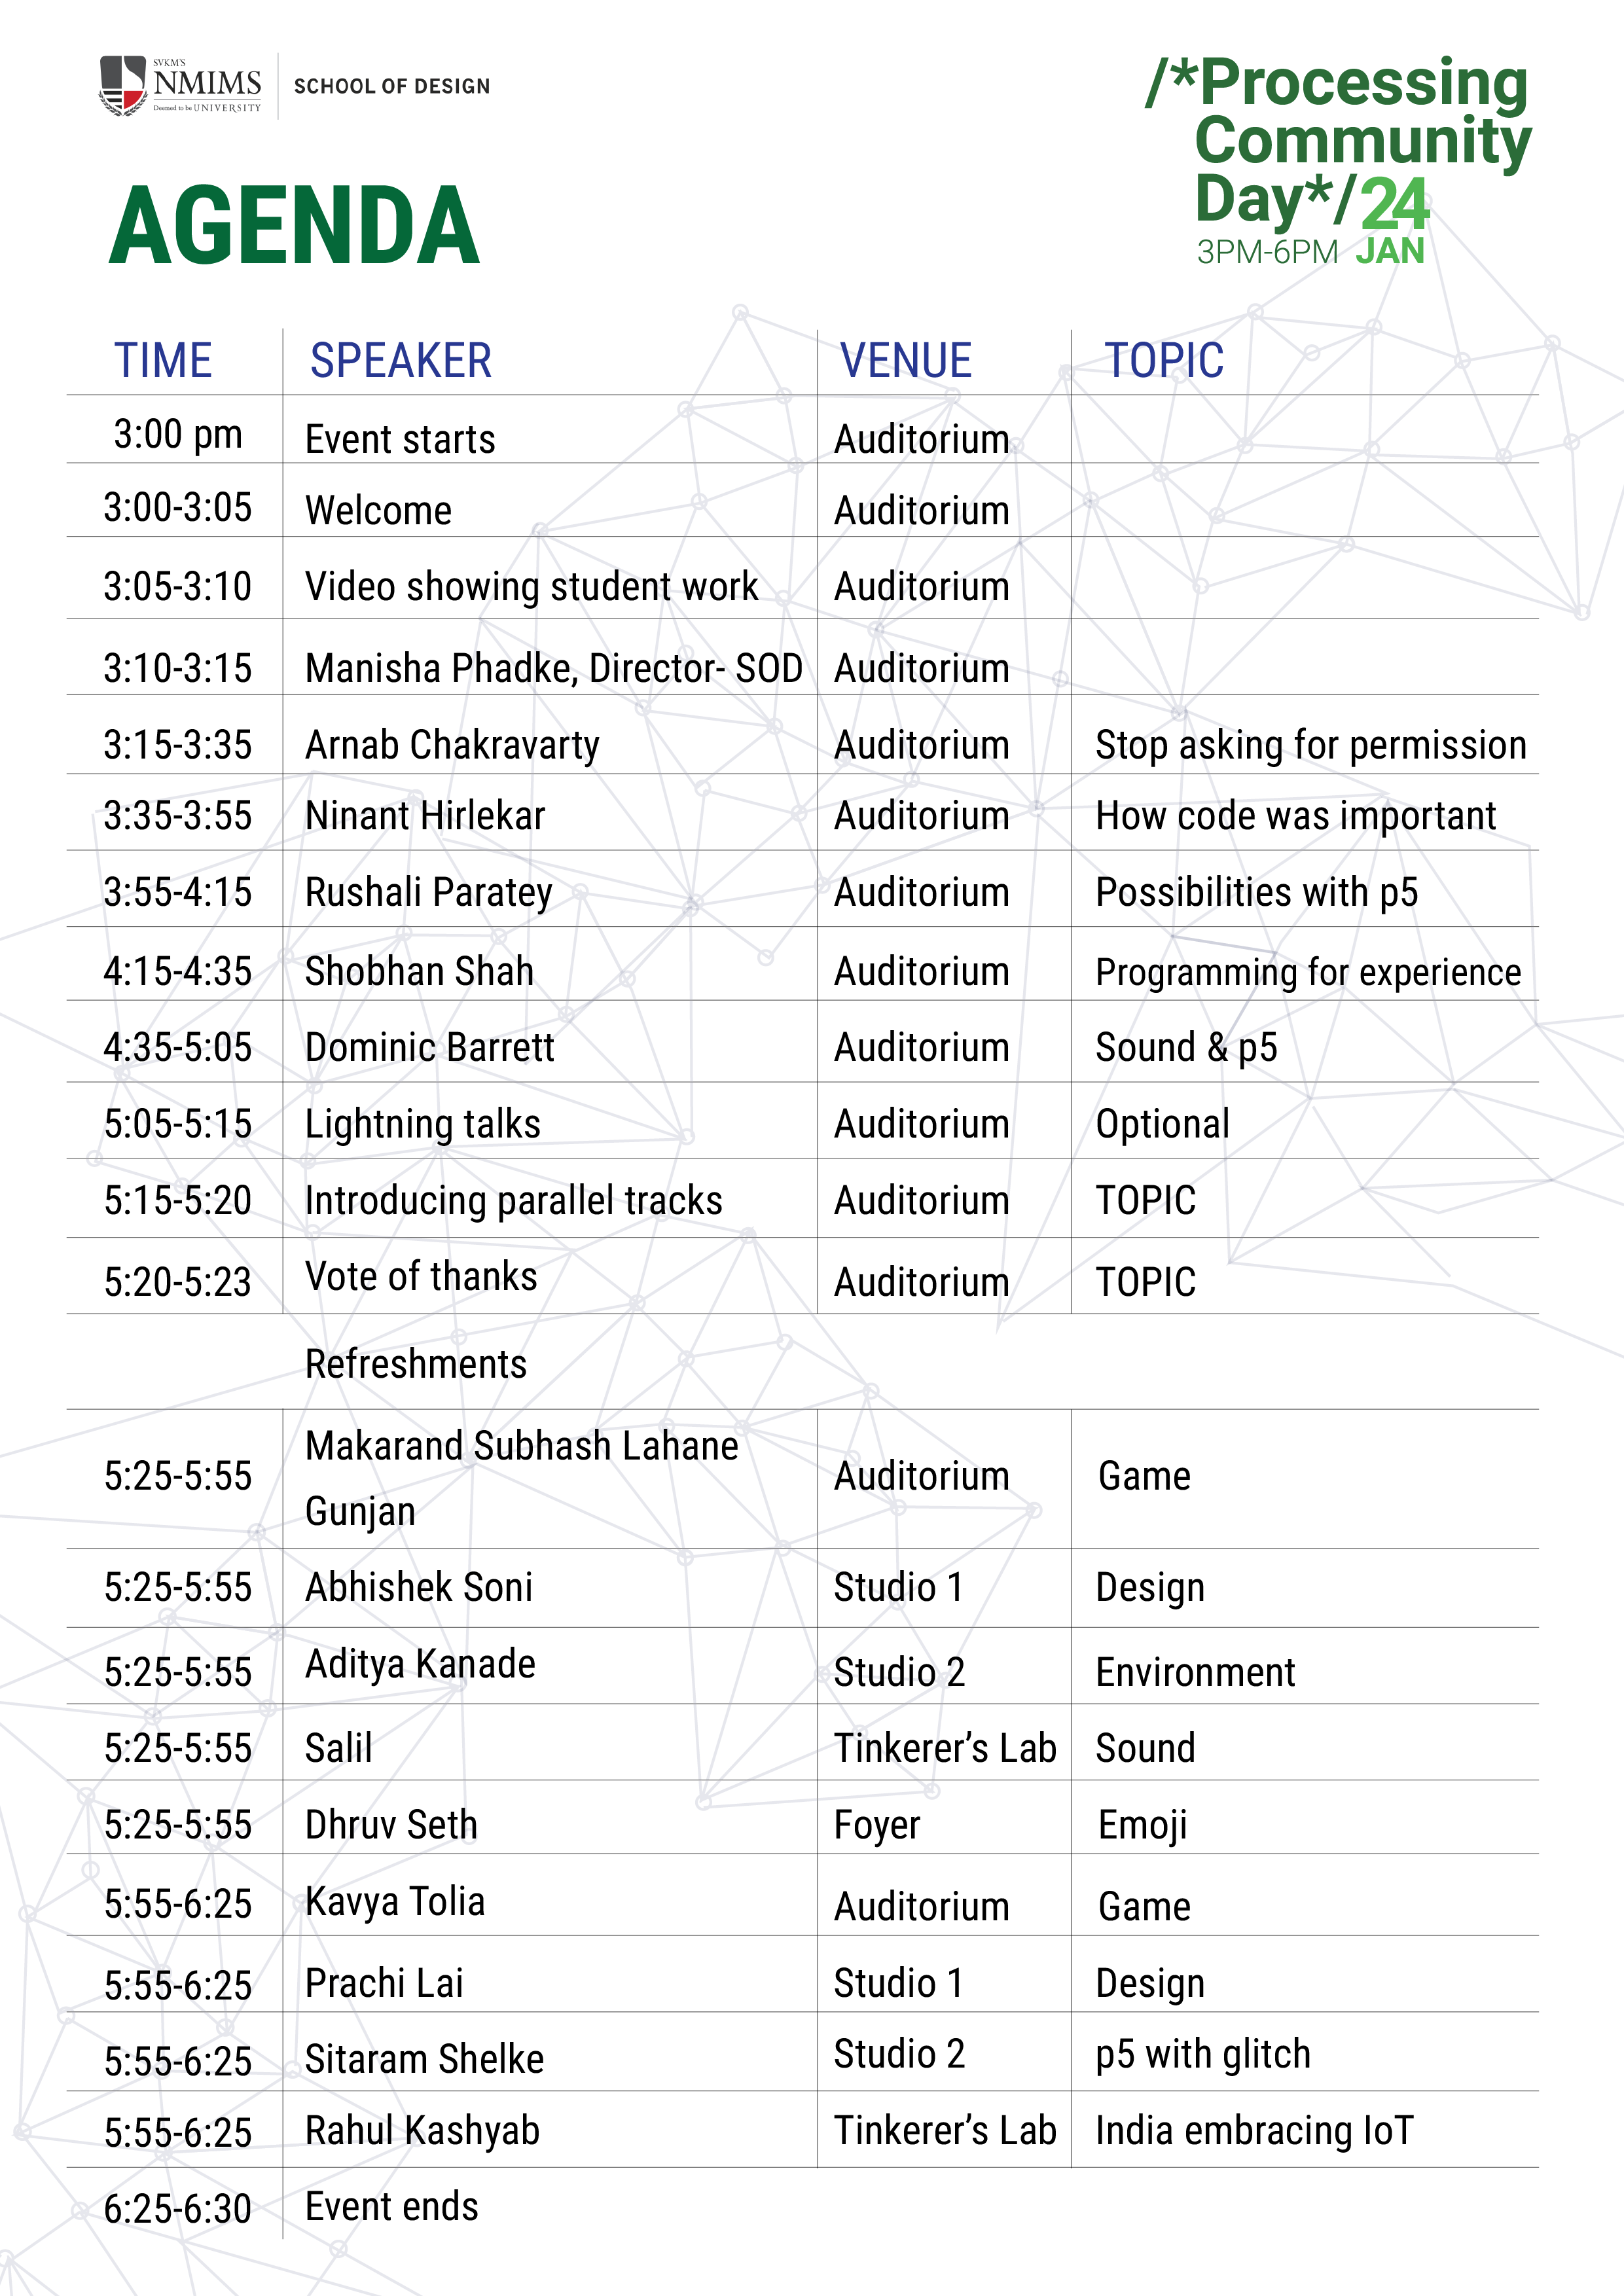 SVKM'S
NMIMS
Deemed to be UNIVERSITY
SCHOOL OF DESIGN
/*Processing
Community
Day*/ 24
3PM-6PM JAN
AGENDA
TIME SPEAKER VENUE TOPIC
3:00 pm Event starts Auditorium
3:00-3:05 Welcome Auditorium
3:05-3:10 Video showing student work Auditorium
3:10-3:15 Manisha Phadke, Director- SOD Auditorium
3:15-3:35 Arnab Chakravarty Auditorium Stop asking for permission
3:35-3:55 Ninant Hirlekar Auditorium How code was important
3:55-4:15 Rushali Paratey Auditorium Possibilities with p5
4:15-4:35 Shobhan Shah Auditorium Programming for experience
4:35-5:05 Dominic Barrett Auditorium Sound & p5
5:05-5:15 Lightning talks Auditorium Optional
5:15-5:20 Introducing parallel tracks Auditorium TOPIC
5:20-5:23 Vote of thanks Auditorium TOPIC
Refreshments
5:25-5:55 Makarand Subhash Lahane Auditorium Game
Gunjan
5:25-5:55 Abhishek Soni Studio 1 Design
5:25-5:55 Aditya Kanade Studio 2 Environment
5:25-5:55 Salil Tinkerer’s Lab Sound
5:25-5:55 Dhruv Seth Foyer Emoji
5:55-6:25 Kavya Tolia Auditorium Game
5:55-6:25 Prachi Lai Studio 1 Design
5:55-6:25 Sitaram Shelke Studio 2 p5 with glitch
5:55-6:25 Rahul Kashyab Tinkerer’s Lab India embracing IoT
6:25-6:30 Event ends